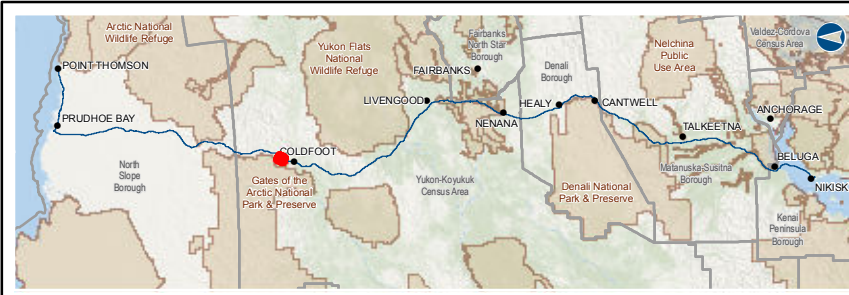 Arctic National
Wildlife Refuge
POINT THOMSON
PRUDHOE BAY
North
Slope
Borough
COLDFOOT
Gates of the
Arctic National
Park & Preserve
Yukon Flats
National
Wildlife Refuge
LIVENGOOD
Fairbanks
North Star
Borough
FAIRBANKS
NENANA
Yukon-Koyukuk
Census Area
Denali
Borough
HEALY
CANTWELL
Denali National
Park & Preserve
Nelchina
Public
Use Area
TALKEETNA
Matanuska-Susitna
Borough
Valdez-Cordova
Census Area
ANCHORAGE
BELUGA
NIKISK
Kenai
Peninsula
Borough